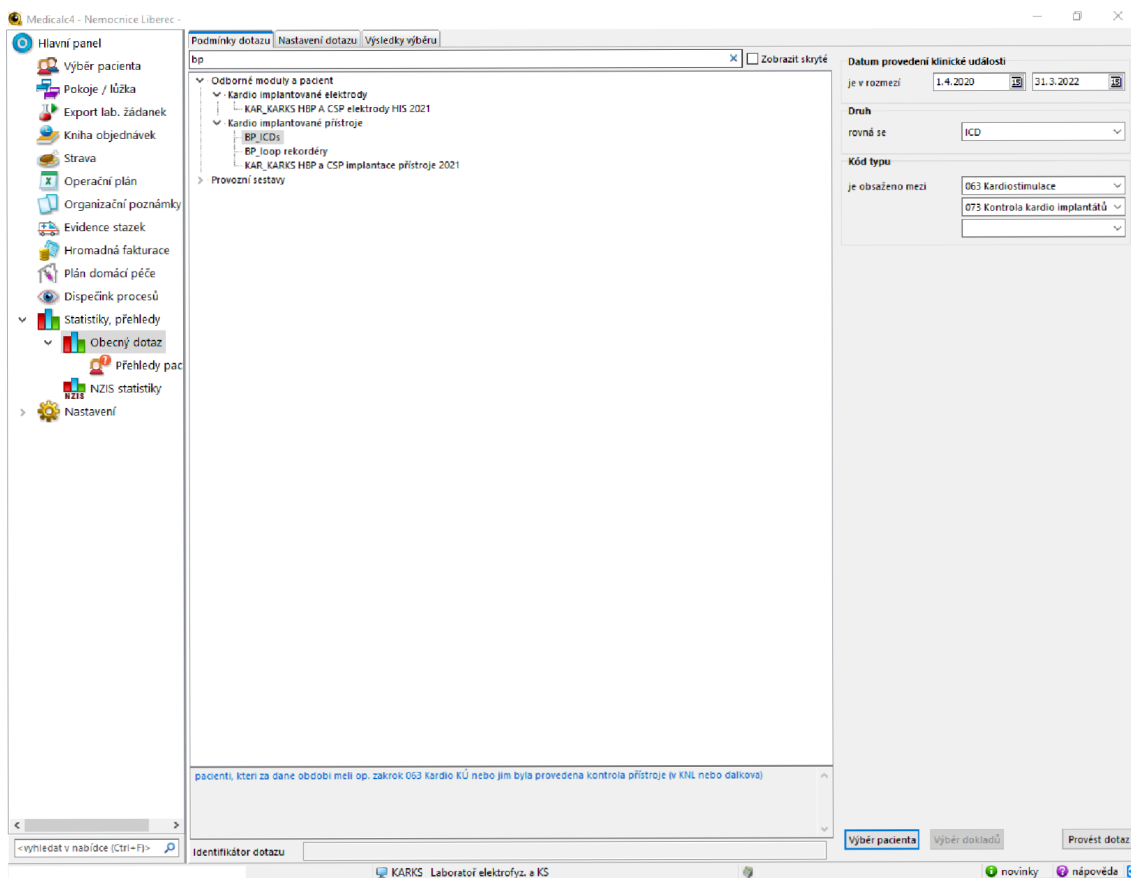 Medicalc4 - Nemocnice Liberec -
Hlavní panel
Výběr pacienta
Pokoje / lůžka
Export lab. žádanek
Kniha objednávek
Strava
Operační plán
Organizační poznámky
Evidence stazek
Hromadná fakturace
Plán domácí péče
Dispečink procesů
Statistiky, přehledy
Obecný dotaz
Přehledy pac
NZIS statistiky
Nastavení
<vyhledat v nabídce (Ctrl+F)>
Podmínky dotazu Nastavení dotazu Výsledky výběru
bp
Zobrazit skryté
Odborné moduly a pacient
Kardio implantované elektrody
KAR_KARKS HBP A CSP elektrody HIS 2021
Kardio implantované přístroje
BP_ICDs
BP_loop rekordéry
KAR_KARKS HBP a CSP implantace přístroje 2021
Provozní sestavy
pacienti, kteri za dane obdobi meli op. zakrok 063 Kardio KÚ nebo jim byla provedena kontrola přístroje (v KNL nebo dalkova)
Identifikátor dotazu
Datum provedení klinické události
je v rozmezí 1.4.2020 31.3.2022
Druh
rovná se ICD
Kód typu
je obsaženo mezi 063 Kardiostimulace
073 Kontrola kardio implantátů
Výběr pacienta Výběr dokladů Provést dotaz
KARKS Laboratoř elektrofyz. a KS
novinky nápověda